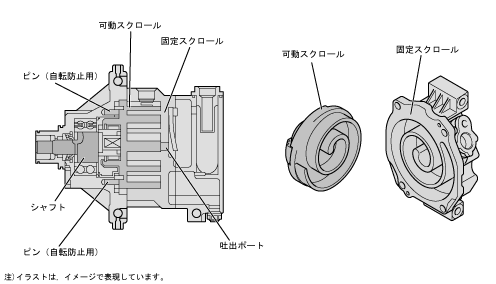 可動スクロール
固定スクロール
ピン（自転防止用）
シャフト
ピン（自転防止用）
吐出ポート
可動スクロール
固定スクロール
注)イラストは，イメージで表現しています。